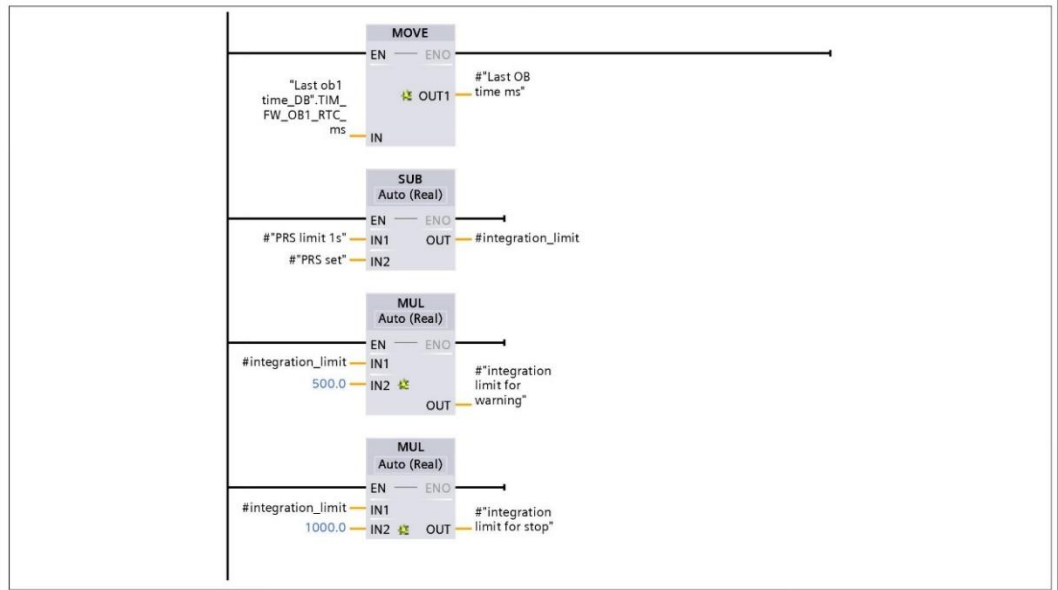 MOVE
EN ENO
"Last ob1
time_DB".TIM_
FW_OB1_RTC_
ms
IN
OUT1
#"Last OB
time ms"
SUB
Auto (Real)
EN ENO
#"PRS limit 1s" IN1 OUT #integration_limit
#"PRS set" IN2
MUL
Auto (Real)
EN ENO
#integration_limit IN1
500.0 IN2
OUT
#"integration
limit for
warning"
MUL
Auto (Real)
EN ENO
#integration_limit IN1
1000.0 IN2 OUT
#"integration
limit for stop"